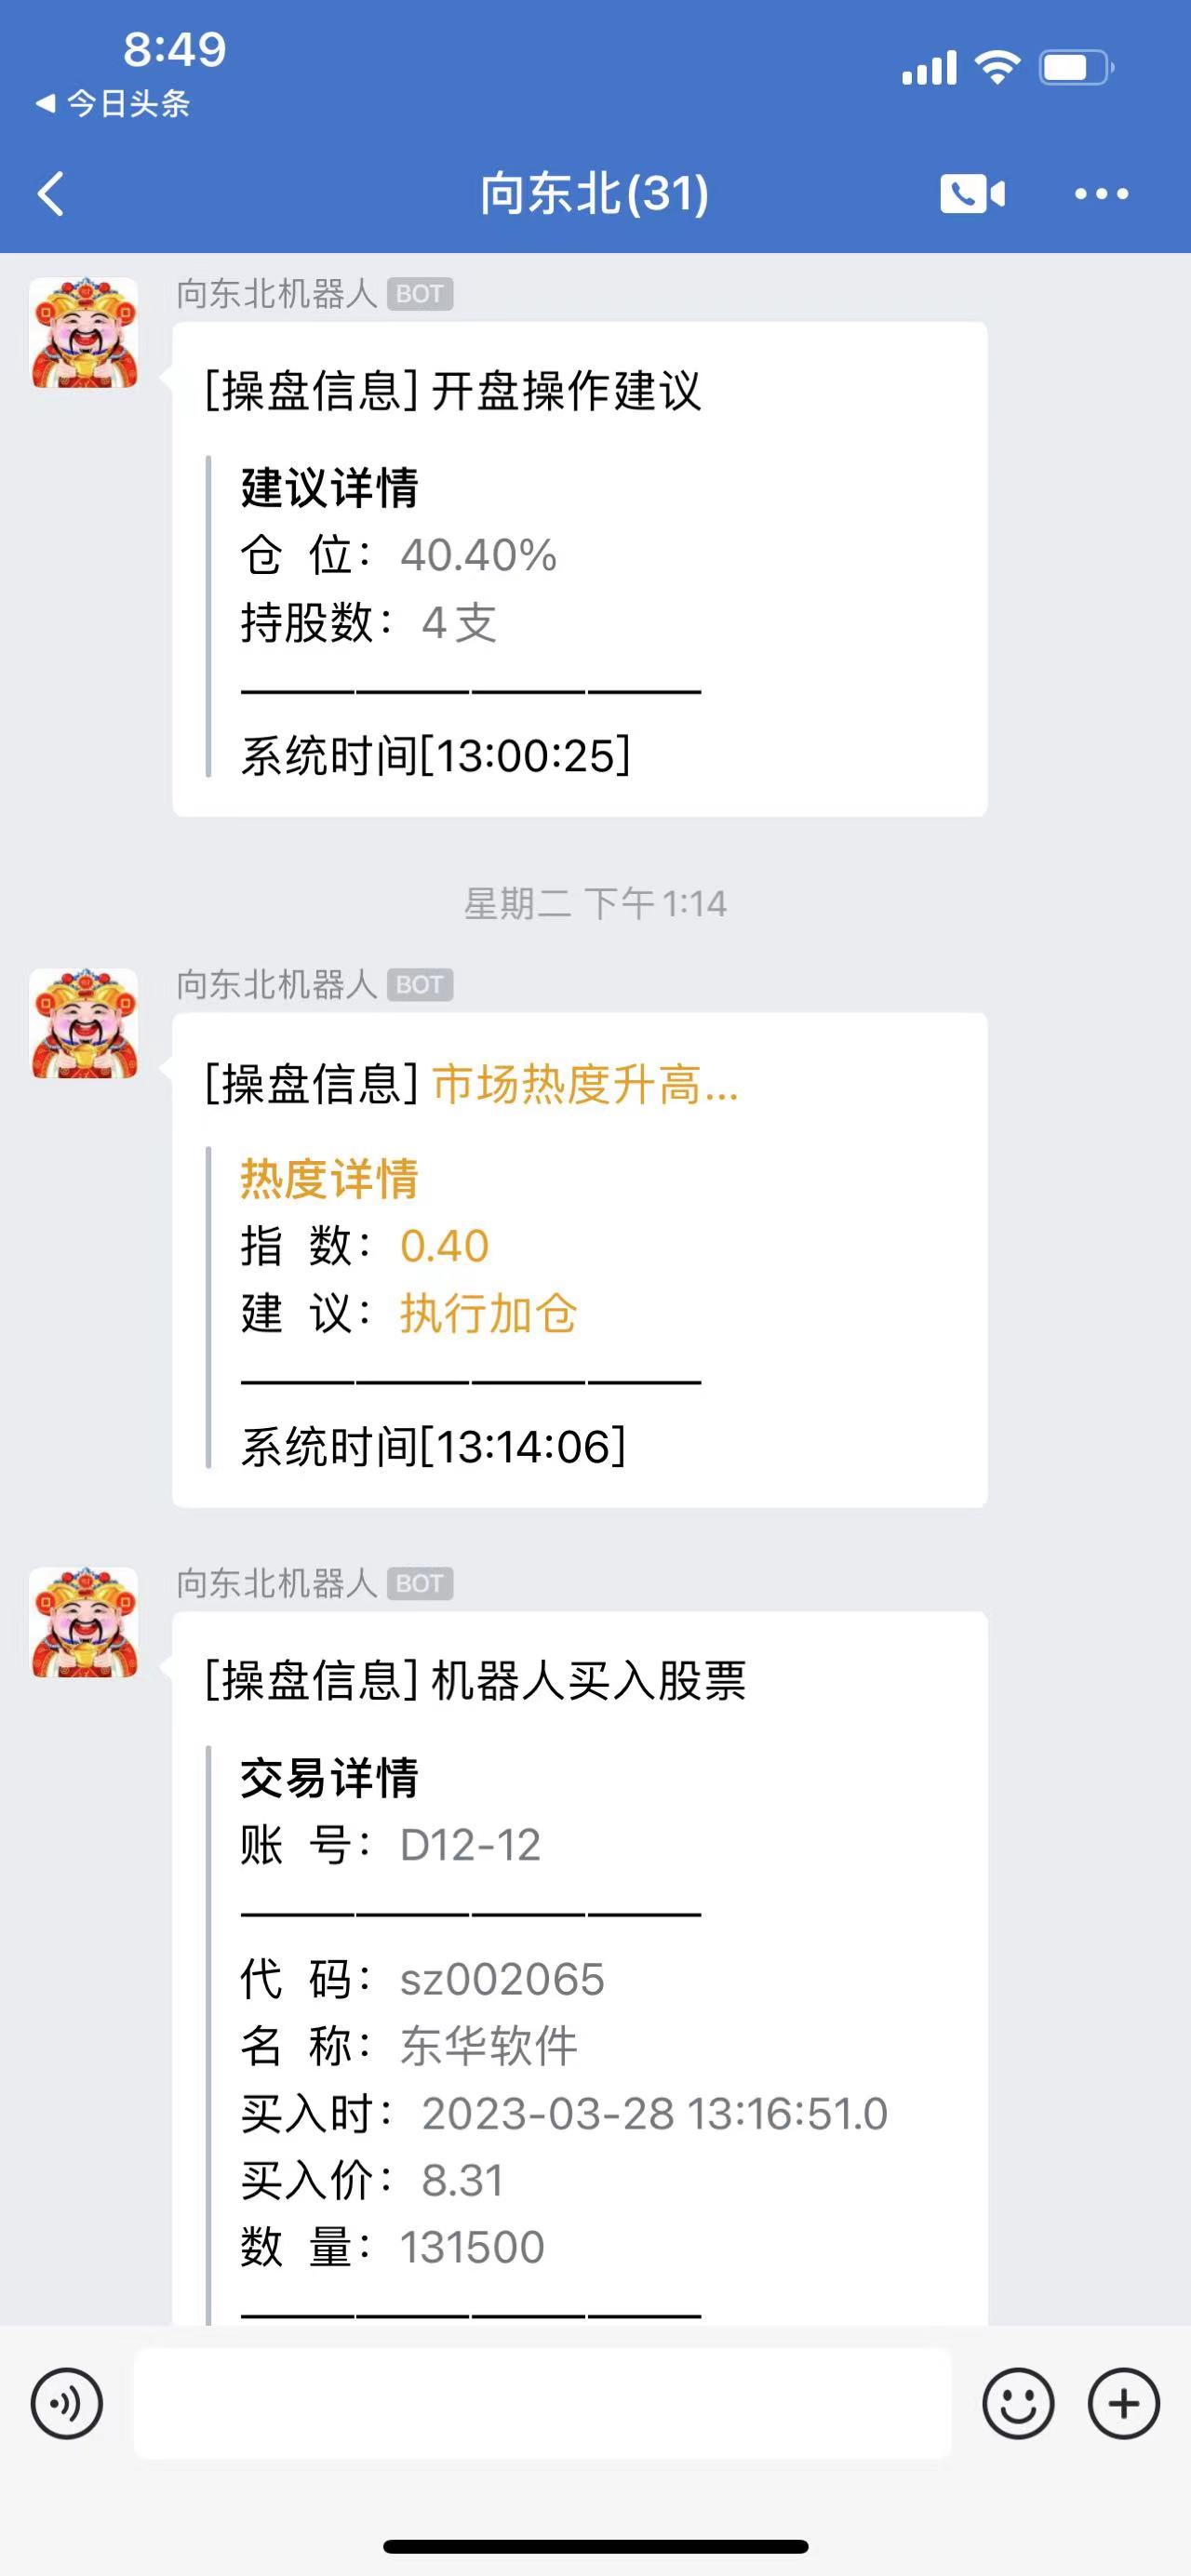 8:49
今日头条
向东北(31)
向东北机器人 BOT
[操盘信息] 开盘操作建议
建议详情
仓 位：40.40%
持股数：4 支
————————
系统时间[13:00:25]
星期二 下午 1:14
向东北机器人 BOT
[操盘信息] 市场热度升高...
热度详情
指 数：0.40
建 议：执行加仓
————————
系统时间[13:14:06]
向东北机器人 BOT
[操盘信息] 机器人买入股票
交易详情
账 号：D12-12
————————
代 码：sz002065
名 称：东华软件
买入时：2023-03-28 13:16:51.0
买入价：8.31
数 量：131500
————————